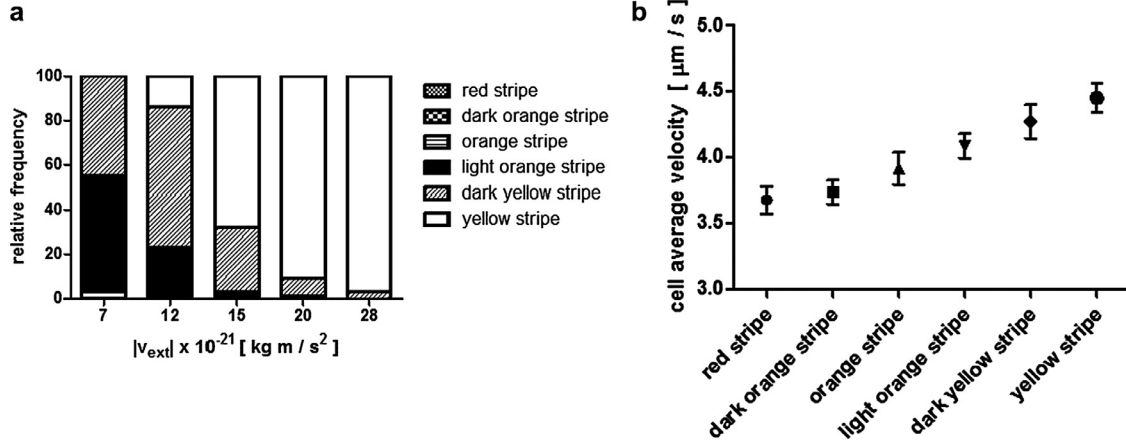 a
relative frequency
100
80
60
40
20
0
7 12 15 20 28
|v_ext| x 10^-21 [ kg m / s^2 ]
red stripe
dark orange stripe
orange stripe
light orange stripe
dark yellow stripe
yellow stripe
b
cell average velocity [ µm / s ]
5.0
4.5
4.0
3.5
3.0
red stripe
dark orange stripe
orange stripe
light orange stripe
dark yellow stripe
yellow stripe